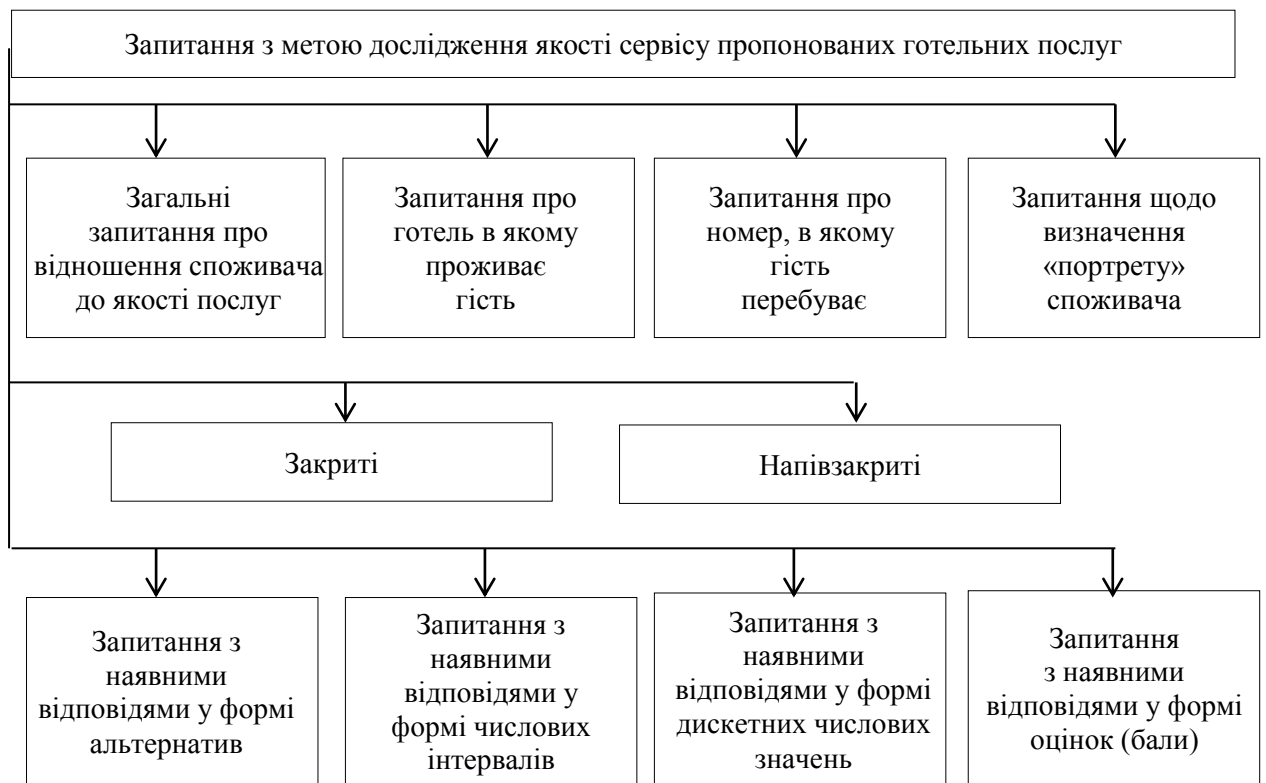 Запитання з метою дослідження якості сервісу пропонованих готельних послуг
Загальні
запитання про
відношення споживача
до якості послуг
Запитання про
готель в якому
проживає
гість
Запитання про
номер, в якому
гість
перебуває
Запитання щодо
визначення
«портрету»
споживача
Закриті
Напівзакриті
Запитання з
наявними
відповідями у формі
альтернатив
Запитання з
наявними
відповідями у
формі числових
інтервалів
Запитання з
наявними
відповідями у формі
дискетних числових
значень
Запитання
з наявними
відповідями у формі
оцінок (бали)